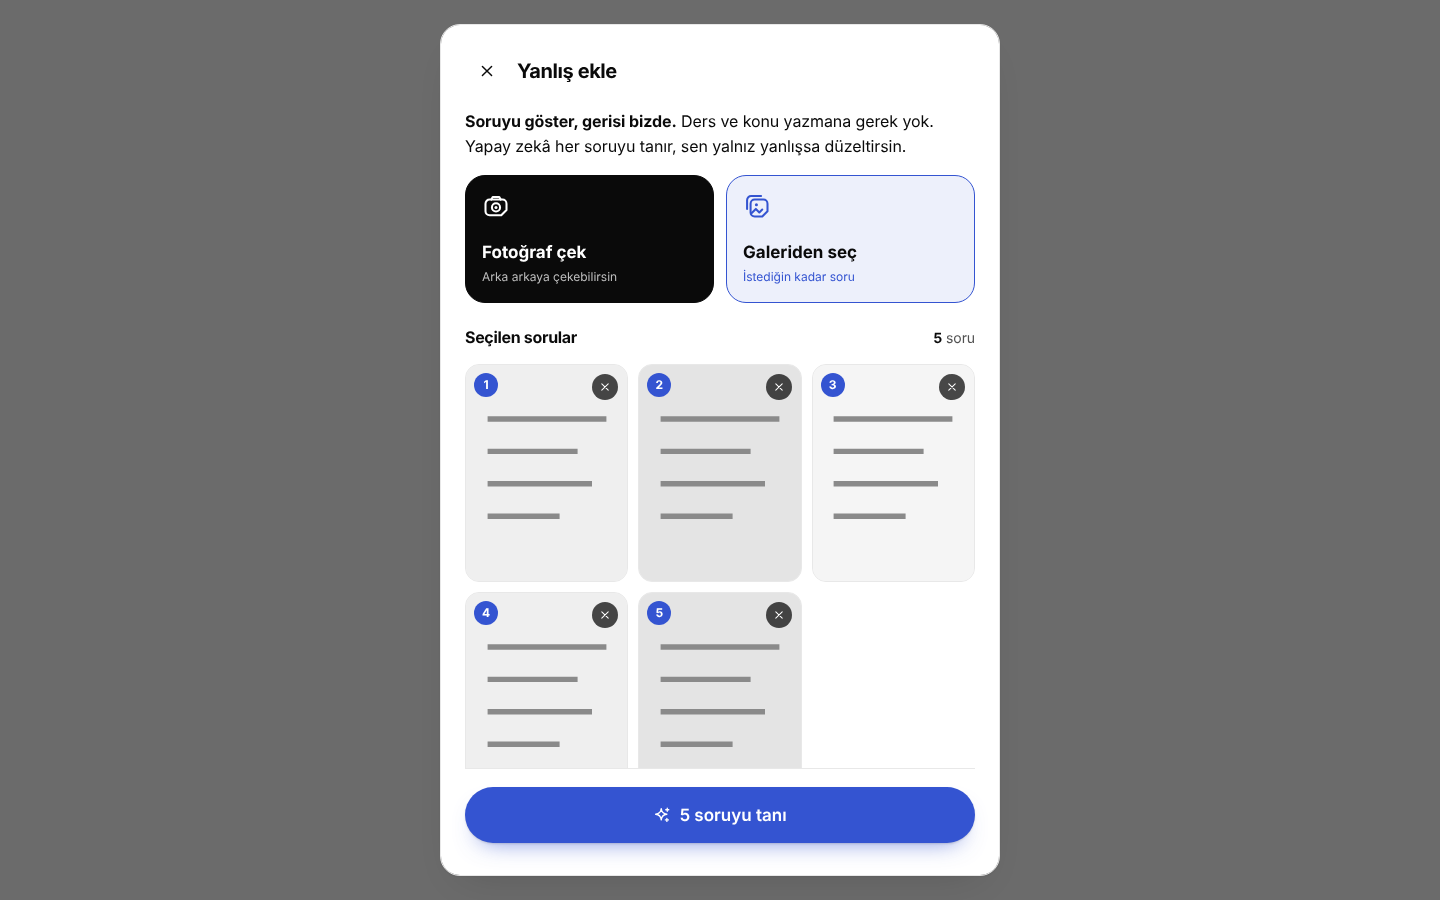 Yanlış ekle
Soruyu göster, gerisi bizde. Ders ve konu yazmana gerek yok.
Yapay zekâ her soruyu tanır, sen yalnız yanlışsa düzeltirsin.
Fotoğraf çek
Arka arkaya çekebilirsin
Galeriden seç
İstediğin kadar soru
Seçilen sorular
5 soru
1
2
3
4
5
5 soruyu tanı